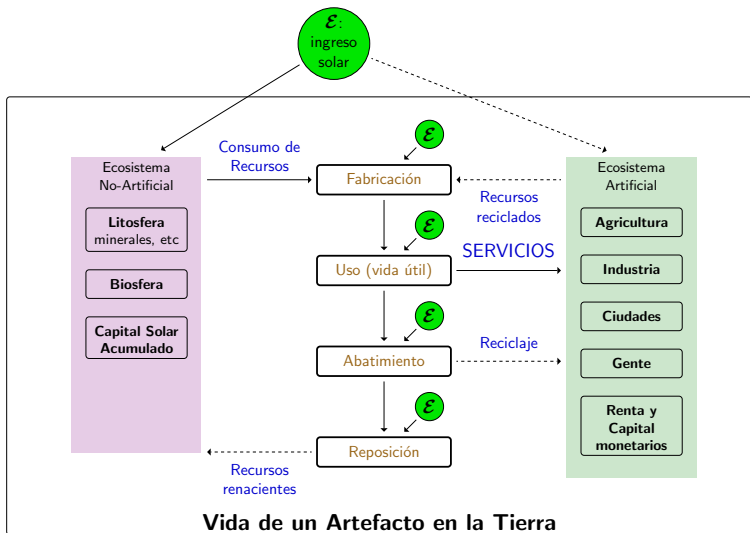 ℰ:
ingreso
solar
Ecosistema
No-Artificial
Litosfera
minerales, etc
Biosfera
Capital Solar
Acumulado
Consumo de
Recursos
ℰ
Fabricación
ℰ
Uso (vida útil)
ℰ
Abatimiento
ℰ
Reposición
Recursos
reciclados
SERVICIOS
Reciclaje
Recursos
renacientes
Ecosistema
Artificial
Agricultura
Industria
Ciudades
Gente
Renta y
Capital
monetarios
Vida de un Artefacto en la Tierra